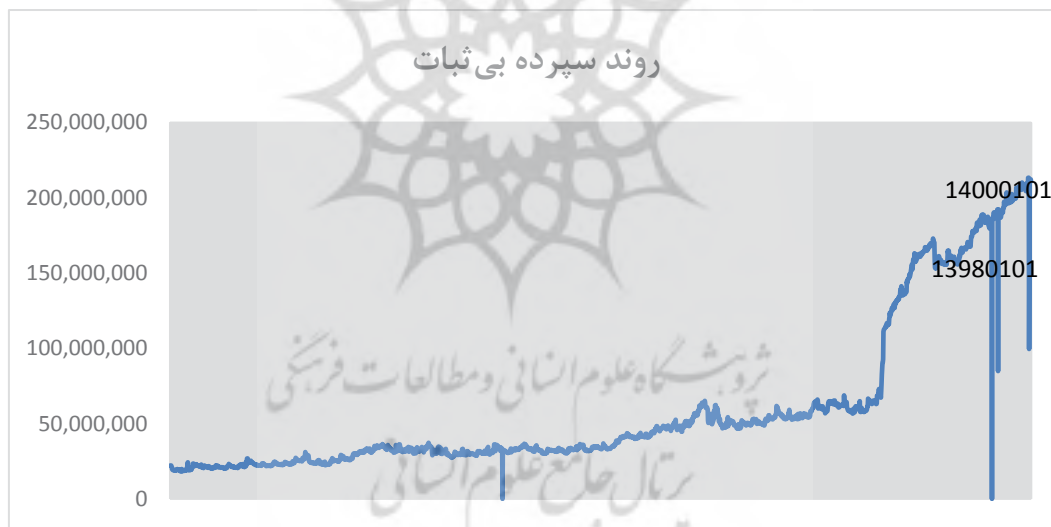 روند سپرده بی‌ثبات
250,000,000
200,000,000
150,000,000
100,000,000
50,000,000
0
14000101
13980101
پژوهشگاه علوم انسانی و مطالعات فرهنگی
پرتال جامع علوم انسانی